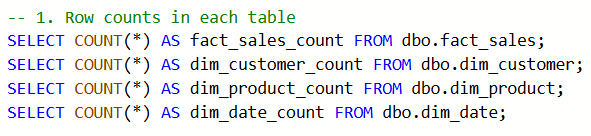 -- 1. Row counts in each table
SELECT COUNT(*) AS fact_sales_count FROM dbo.fact_sales;
SELECT COUNT(*) AS dim_customer_count FROM dbo.dim_customer;
SELECT COUNT(*) AS dim_product_count FROM dbo.dim_product;
SELECT COUNT(*) AS dim_date_count FROM dbo.dim_date;